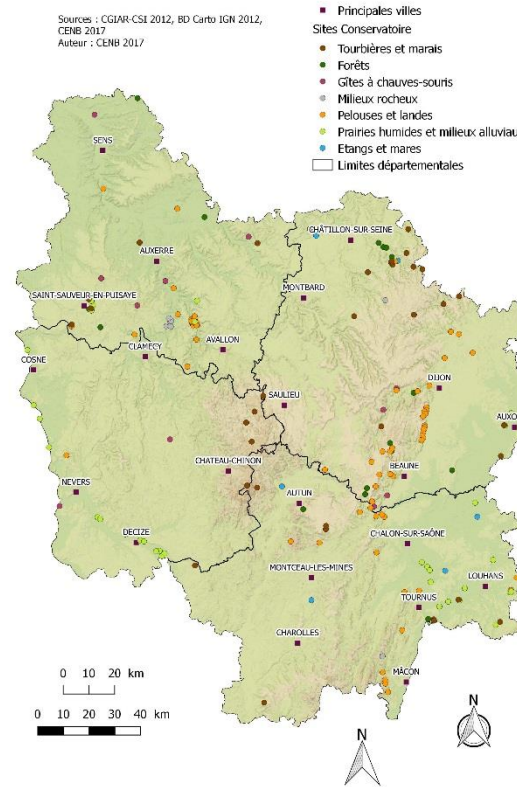 Sources : CGIAR-CSI 2012, BD Carto IGN 2012,
CENB 2017
Auteur : CENB 2017
Principales villes
Sites Conservatoire
Tourbières et marais
Forêts
Gîtes à chauves-souris
Milieux rocheux
Pelouses et landes
Prairies humides et milieux alluviau
Etangs et mares
Limites départementales
SENS
CHÂTILLON-SUR-SEINE
AUXERRE
MONTBARD
SAINT-SAUVEUR-EN-PUISAYE
AVALLON
CLAMECY
COSNE
DIJON
SAULIEU
AUXO
CHATEAU-CHINON
BEAUNE
NEVERS
AUTUN
DECIZE
CHALON-SUR-SAÔNE
MONTCEAU-LES-MINES
LOUHANS
TOURNUS
CHAROLLES
MÂCON
0 10 20 km
0 10 20 30 40 km
N
N